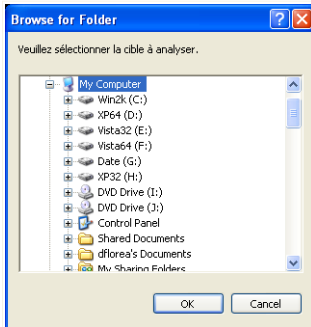 Browse for Folder
Veuillez sélectionner la cible à analyser.
My Computer
Win2k (C:)
XP64 (D:)
Vista32 (E:)
Vista64 (F:)
Date (G:)
XP32 (H:)
DVD Drive (I:)
DVD Drive (J:)
Control Panel
Shared Documents
dflorea's Documents
My Sharing Folders
OK Cancel